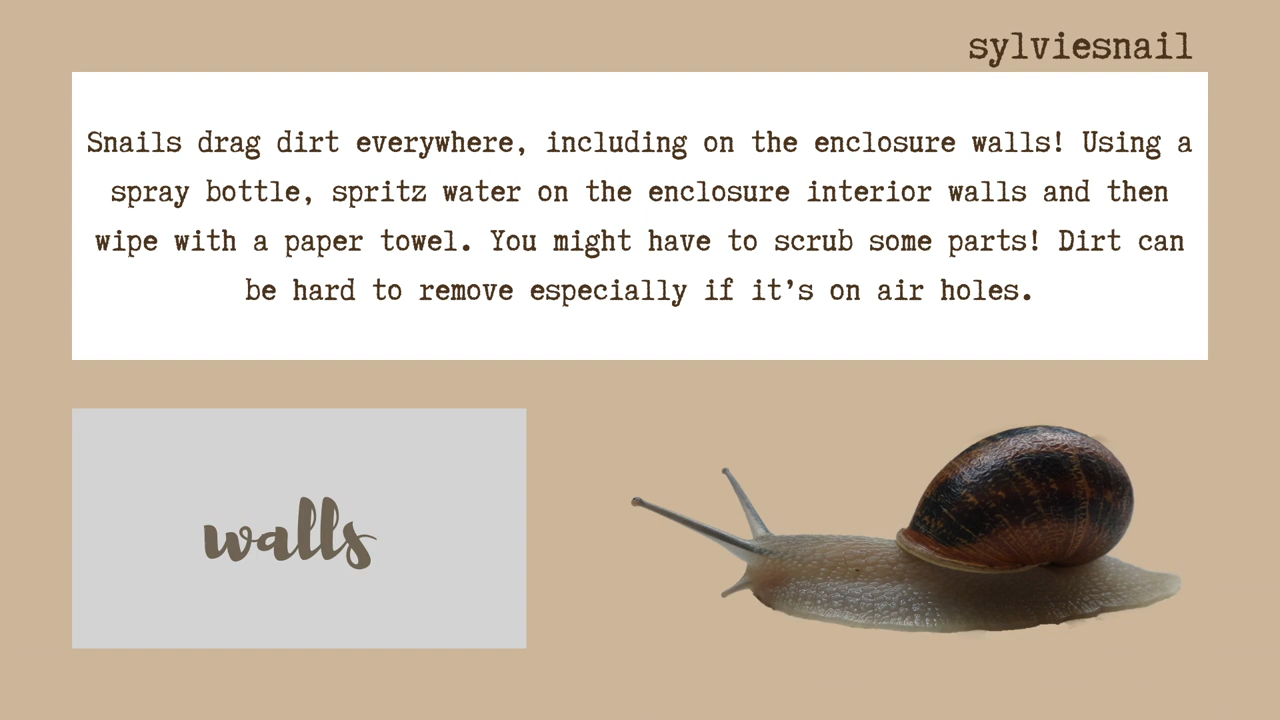 sylviesnail
Snails drag dirt everywhere, including on the enclosure walls! Using a
spray bottle, spritz water on the enclosure interior walls and then
wipe with a paper towel. You might have to scrub some parts! Dirt can
be hard to remove especially if it’s on air holes.
walls